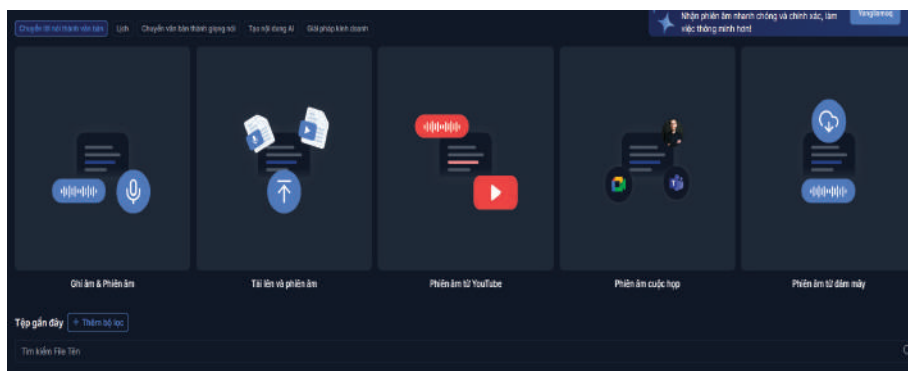 Nhận phiên âm nhanh chóng và chính xác, làm
việc thông minh hơn!
Chuyển lời nói thành văn bản Lịch Chuyển văn bản thành giọng nói Tạo nội dung AI Giải pháp kinh doanh
Ghi âm & Phiên âm Tải lên và phiên âm Phiên âm từ YouTube Phiên âm cuộc họp Phiên âm từ đám mây
Tệp gần đây + Thêm bộ lọc
Tìm kiếm File Tên